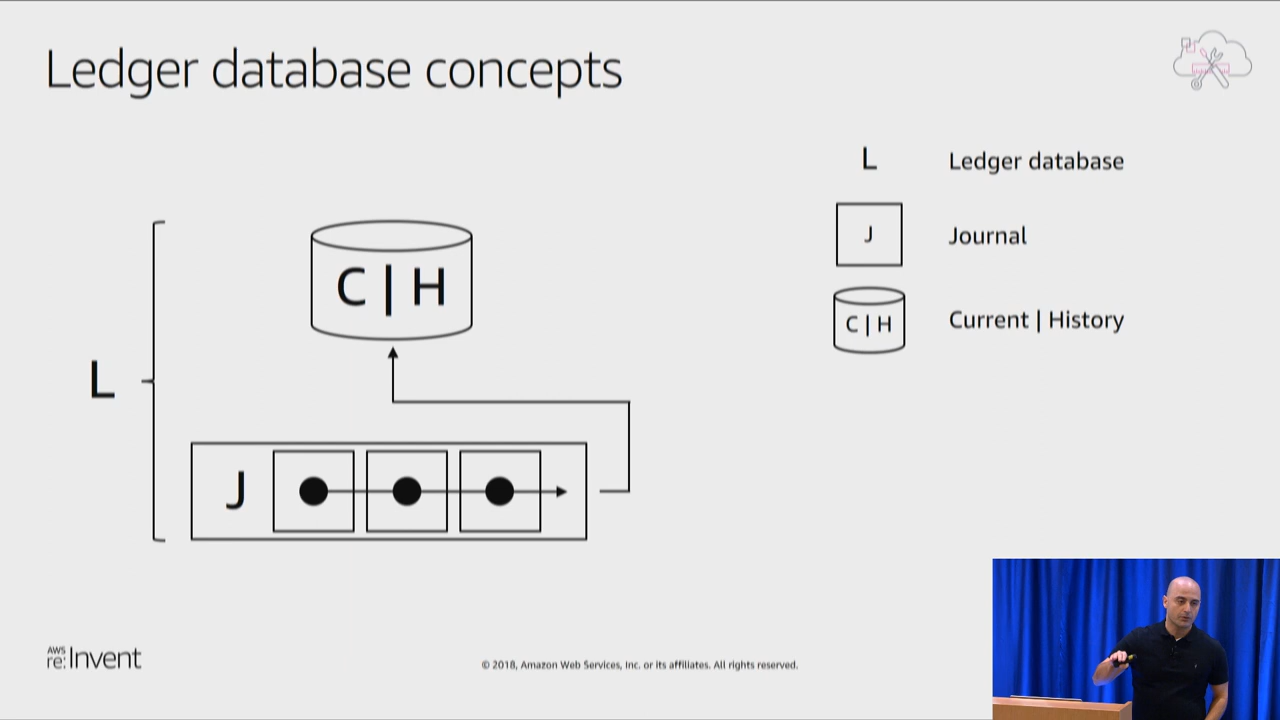 Ledger database concepts
L
Ledger database
J
Journal
C | H
Current | History
C | H
L
J
AWS
re:Invent
© 2018, Amazon Web Services, Inc. or its affiliates. All rights reserved.